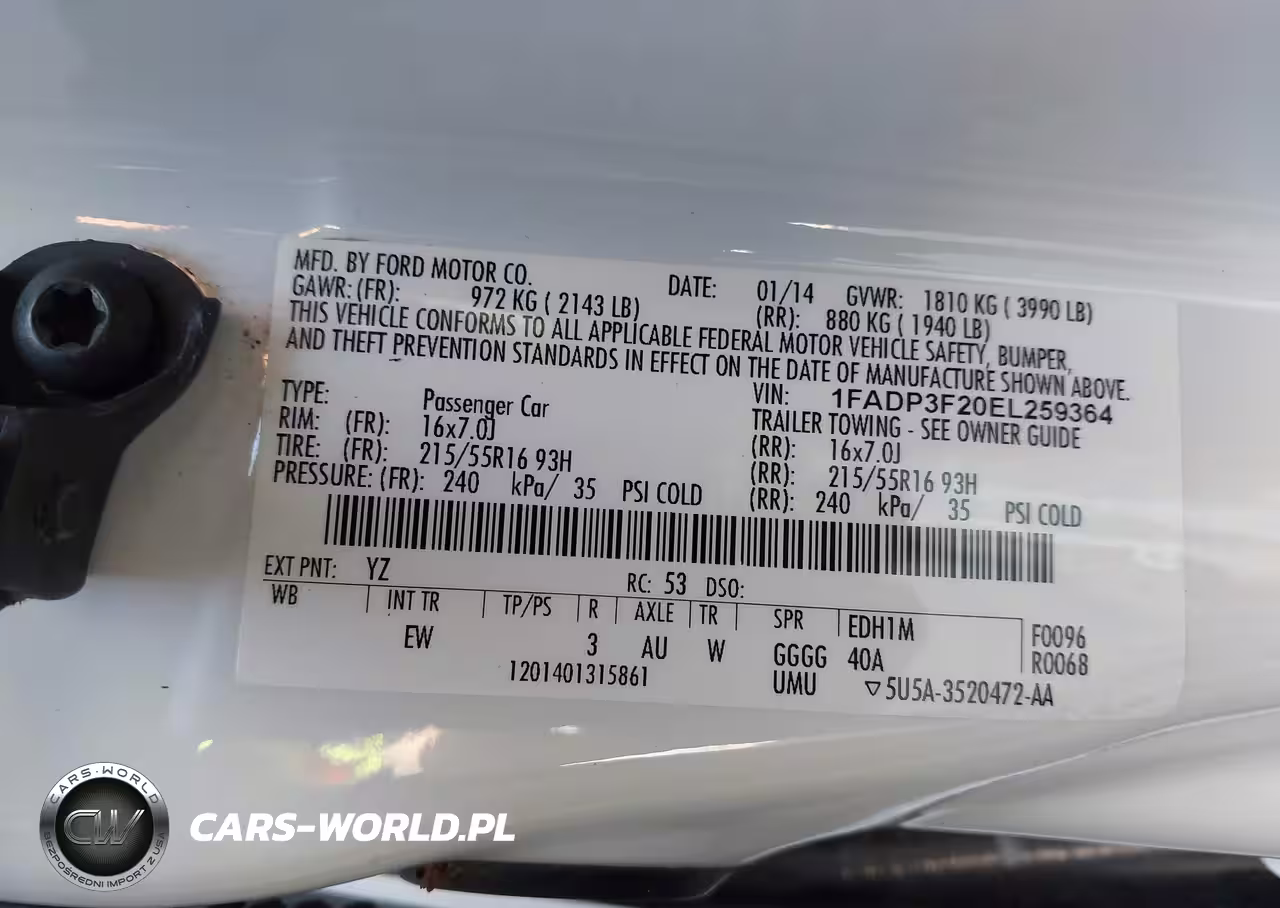 MFD. BY FORD MOTOR CO. DATE: 01/14 GVWR: 1810 KG ( 3990 LB)
GAWR: (FR): 972 KG ( 2143 LB) (RR): 880 KG ( 1940 LB)
THIS VEHICLE CONFORMS TO ALL APPLICABLE FEDERAL MOTOR VEHICLE SAFETY, BUMPER,
AND THEFT PREVENTION STANDARDS IN EFFECT ON THE DATE OF MANUFACTURE SHOWN ABOVE.
VIN: 1FADP3F20EL259364
TYPE: Passenger Car TRAILER TOWING - SEE OWNER GUIDE
RIM: (FR): 16x7.0J (RR): 16x7.0J
TIRE: (FR): 215/55R16 93H (RR): 215/55R16 93H
PRESSURE: (FR): 240 kPa/ 35 PSI COLD (RR): 240 kPa/ 35 PSI COLD
EXT PNT: YZ RC: 53 DSO:
WB INT TR TP/PS R AXLE TR SPR EDH1M F0096
EW 3 AU W GGGG 40A R0068
1201401315861 UMU ▽5U5A-3520472-AA
CARS-WORLD
CW
BEZPOŚREDNI IMPORT Z USA
CARS-WORLD.PL